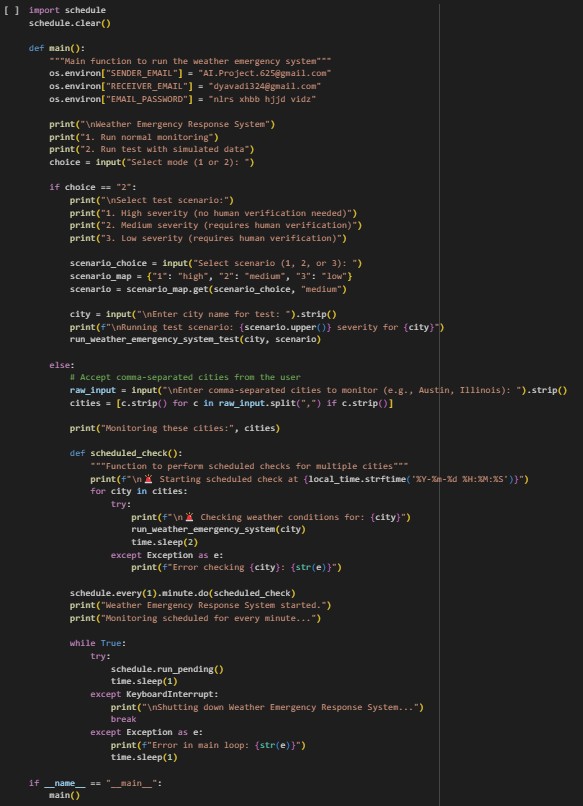 [ ] import schedule
schedule.clear()

def main():
    """Main function to run the weather emergency system"""
    os.environ["SENDER_EMAIL"] = "AI.Project.625@gmail.com"
    os.environ["RECEIVER_EMAIL"] = "dyavadi324@gmail.com"
    os.environ["EMAIL_PASSWORD"] = "nlrs xhbb hjjd vidz"

    print("\nWeather Emergency Response System")
    print("1. Run normal monitoring")
    print("2. Run test with simulated data")
    choice = input("Select mode (1 or 2): ")

    if choice == "2":
        print("\nSelect test scenario:")
        print("1. High severity (no human verification needed)")
        print("2. Medium severity (requires human verification)")
        print("3. Low severity (requires human verification)")

        scenario_choice = input("Select scenario (1, 2, or 3): ")
        scenario_map = {"1": "high", "2": "medium", "3": "low"}
        scenario = scenario_map.get(scenario_choice, "medium")

        city = input("\nEnter city name for test: ").strip()
        print(f"\nRunning test scenario: {scenario.upper()} severity for {city}")
        run_weather_emergency_system_test(city, scenario)

    else:
        # Accept comma-separated cities from the user
        raw_input = input("\nEnter comma-separated cities to monitor (e.g., Austin, Illinois): ").strip()
        cities = [c.strip() for c in raw_input.split(",") if c.strip()]

        print("Monitoring these cities:", cities)

        def scheduled_check():
            """Function to perform scheduled checks for multiple cities"""
            print(f"\n🚨 Starting scheduled check at {local_time.strftime('%Y-%m-%d %H:%M:%S')}")
            for city in cities:
                try:
                    print(f"\n🚨 Checking weather conditions for: {city}")
                    run_weather_emergency_system(city)
                    time.sleep(2)
                except Exception as e:
                    print(f"Error checking {city}: {str(e)}")

        schedule.every(1).minute.do(scheduled_check)
        print("Weather Emergency Response System started.")
        print("Monitoring scheduled for every minute...")

        while True:
            try:
                schedule.run_pending()
                time.sleep(1)
            except KeyboardInterrupt:
                print("\nShutting down Weather Emergency Response System...")
                break
            except Exception as e:
                print(f"Error in main loop: {str(e)}")
                time.sleep(1)

if __name__ == "__main__":
    main()